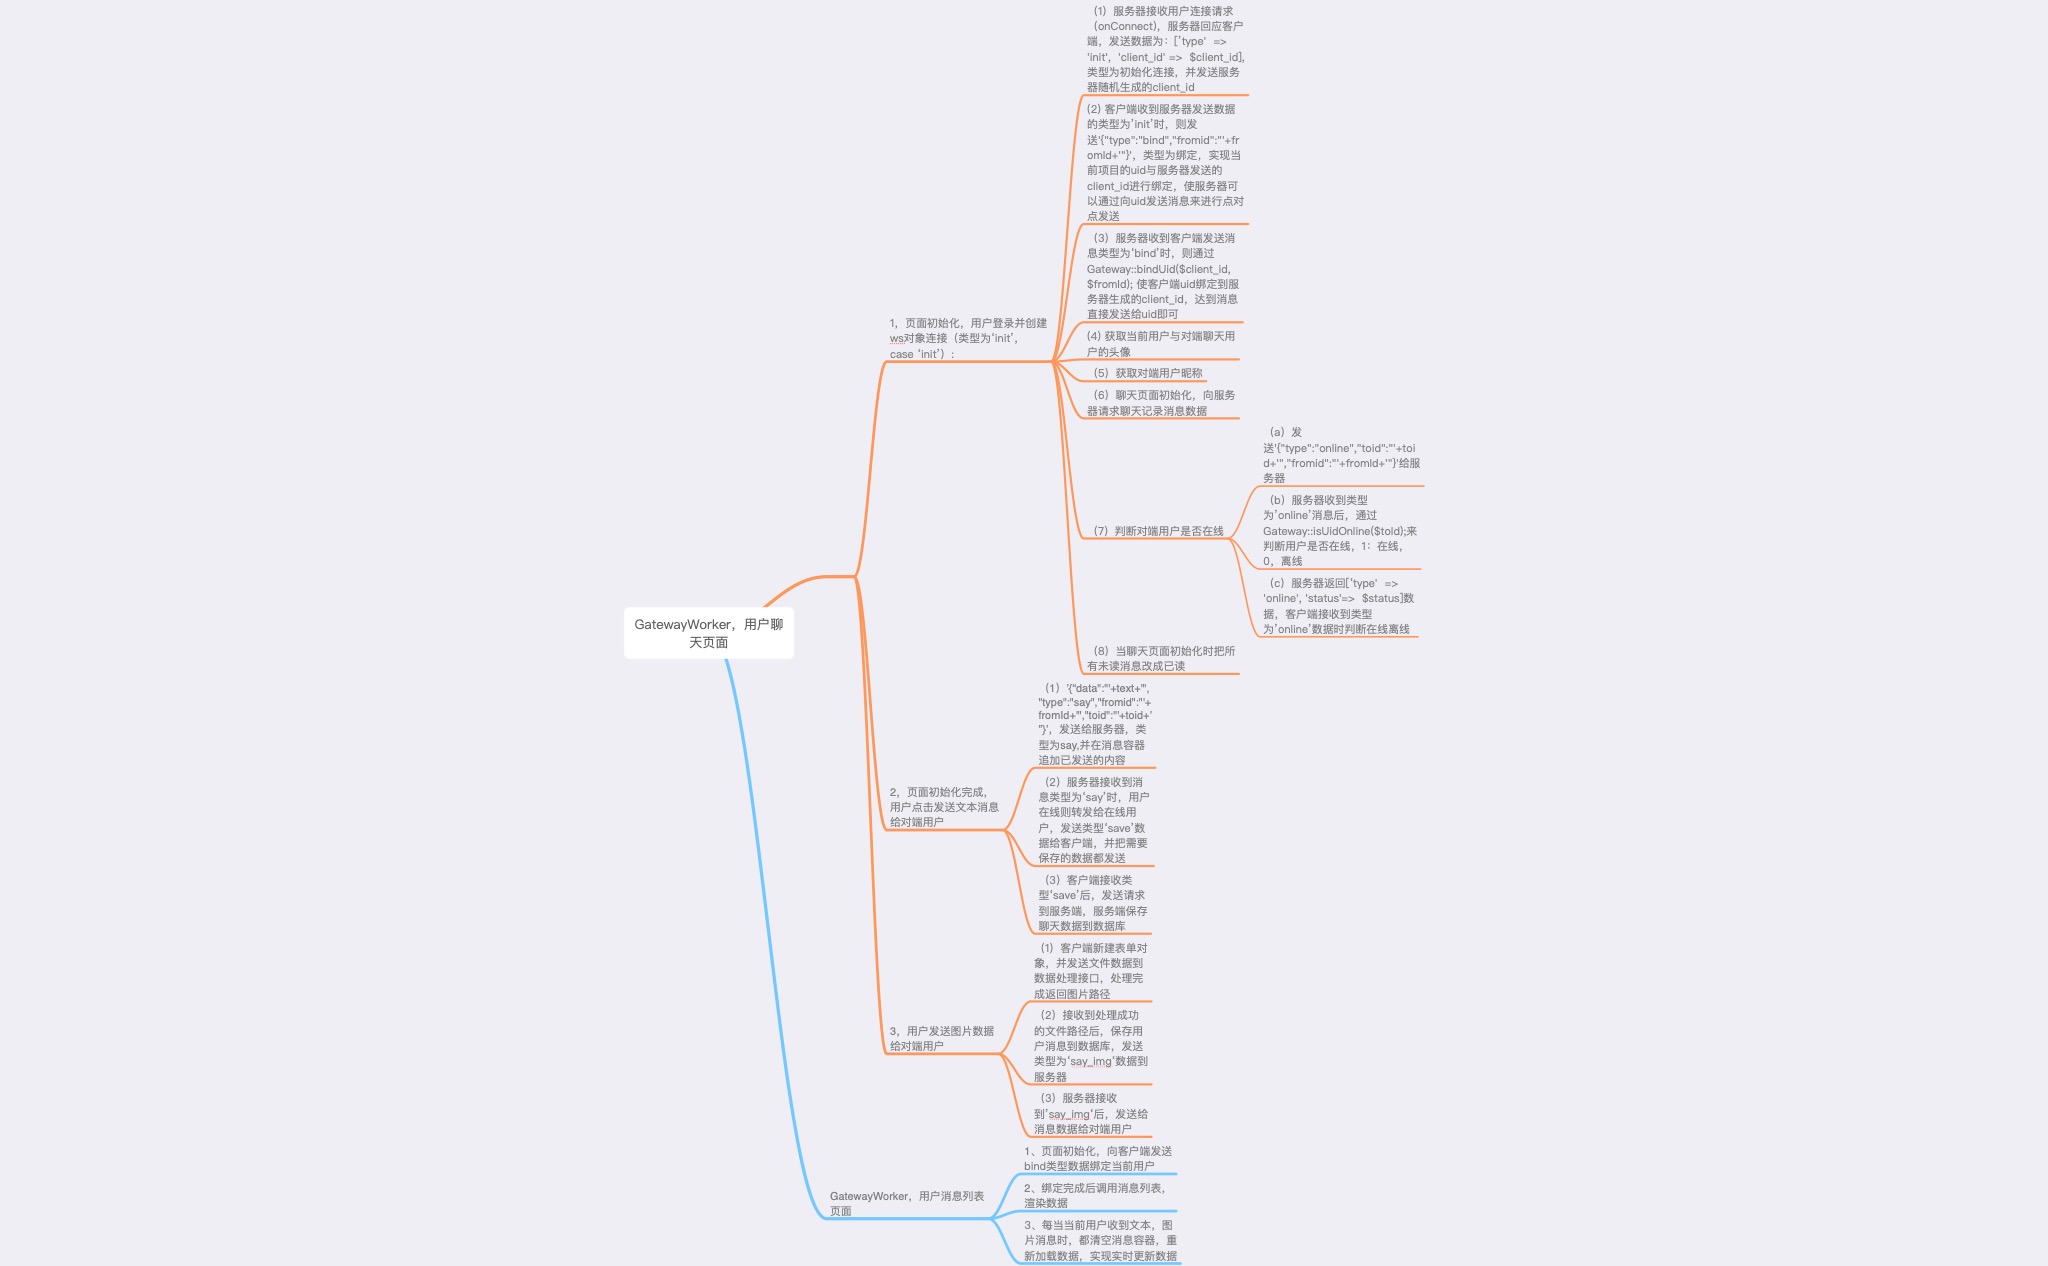 GatewayWorker，用户聊
天页面
1，页面初始化，用户登录并创建
ws对象连接（类型为‘init’，
case ‘init’）:
（1）服务器接收用户连接请求
（onConnect)，服务器回应客户
端，发送数据为：['type'  =>
'init'，'client_id' =>  $client_id],
类型为初始化连接，并发送服务
器随机生成的client_id
(2) 客户端收到服务器发送数据
的类型为’init’时，则发
送'{"type":"bind","fromid":"'+fr
omId+'"}'，类型为绑定，实现当
前项目的uid与服务器发送的
client_id进行绑定，使服务器可
以通过向uid发送消息来进行点对
点发送
（3）服务器收到客户端发送消
息类型为‘bind’时，则通过
Gateway::bindUid($client_id,
$fromId); 使客户端uid绑定到服
务器生成的client_id，达到消息
直接发送给uid即可
(4) 获取当前用户与对端聊天用
户的头像
（5）获取对端用户昵称
（6）聊天页面初始化，向服务
器请求聊天记录消息数据
（7）判断对端用户是否在线
（a）发
送'{"type":"online","toid":"'+toi
d+'","fromid":"'+fromId+'"}'给服
务器
（b）服务器收到类型
为’online’消息后，通过
Gateway::isUidOnline($toId);来
判断用户是否在线，1：在线，
0，离线
（c）服务器返回[‘type'  =>
'online', 'status'=>  $status]数
据，客户端接收到类型
为’online’数据时判断在线离线
（8）当聊天页面初始化时把所
有未读消息改成已读
2，页面初始化完成，
用户点击发送文本消息
给对端用户
（1）'{"data":"'+text+'",
"type":"say","fromid":"'+
fromId+'","toid":"'+toid+'
"}'，发送给服务器，类
型为say,并在消息容器
追加已发送的内容
（2）服务器接收到消
息类型为‘say’时，用户
在线则转发给在线用
户，发送类型‘save’数
据给客户端，并把需要
保存的数据都发送
（3）客户端接收类
型‘save’后，发送请求
到服务端，服务端保存
聊天数据到数据库
3，用户发送图片数据
给对端用户
（1）客户端新建表单对
象，并发送文件数据到
数据处理接口，处理完
成返回图片路径
（2）接收到处理成功
的文件路径后，保存用
户消息到数据库，发送
类型为‘say_img‘数据到
服务器
（3）服务器接收
到’say_img‘后，发送给
消息数据给对端用户
GatewayWorker，用户消息列表
页面
1、页面初始化，向客户端发送
bind类型数据绑定当前用户
2、绑定完成后调用消息列表，
渲染数据
3、每当当前用户收到文本，图
片消息时，都清空消息容器，重
新加载数据，实现实时更新数据